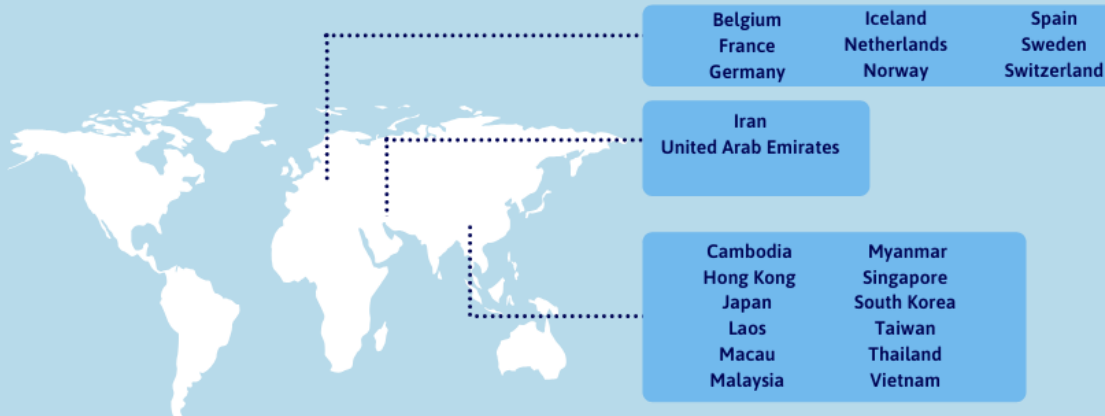 Belgium Iceland Spain
France Netherlands Sweden
Germany Norway Switzerland
Iran
United Arab Emirates
Cambodia Myanmar
Hong Kong Singapore
Japan South Korea
Laos Taiwan
Macau Thailand
Malaysia Vietnam